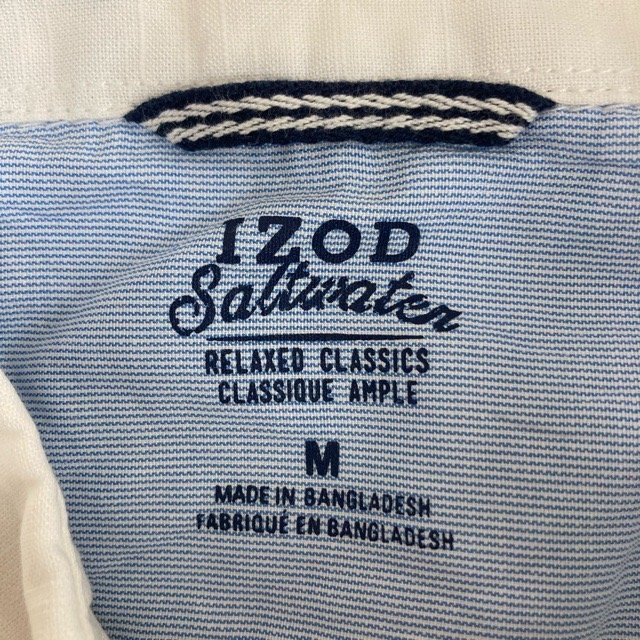 IZOD
Saltwater
RELAXED CLASSICS
CLASSIQUE AMPLE
M
MADE IN BANGLADESH
FABRIQUÉ EN BANGLADESH